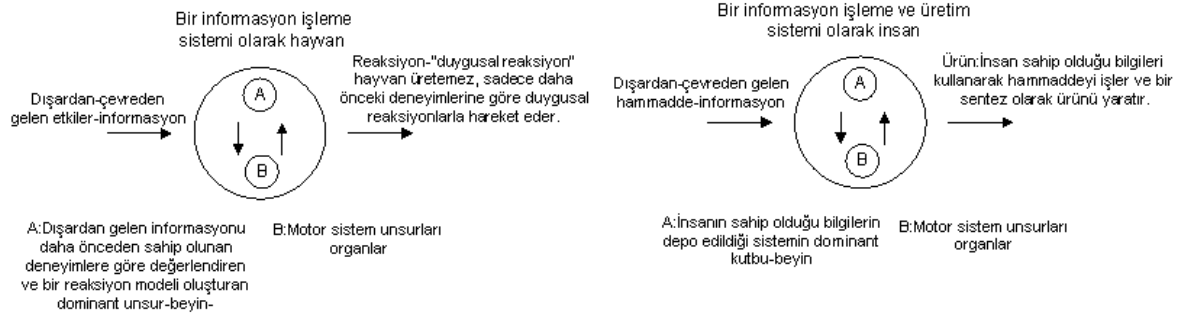 Bir informasyon işleme
sistemi olarak hayvan
Dışardan-çevreden
gelen etkiler-informasyon
A
B
Reaksiyon-"duygusal reaksiyon"
hayvan üretemez, sadece daha
önceki deneyimlerine göre duygusal
reaksiyonlarla hareket eder.
A:Dışardan gelen informasyonu
daha önceden sahip olunan
deneyimlere göre değerlendiren
ve bir reaksiyon modeli oluşturan
dominant unsur-beyin-
B:Motor sistem unsurları
organlar
Bir informasyon işleme ve üretim
sistemi olarak insan
Dışardan-çevreden gelen
hammadde-informasyon
A
B
Ürün:İnsan sahip olduğu bilgileri
kullanarak hammaddeyi işler ve bir
sentez olarak ürünü yaratır.
A:İnsanın sahip olduğu bilgilerin
depo edildiği sistemin dominant
kutbu-beyin
B:Motor sistem unsurları
organlar